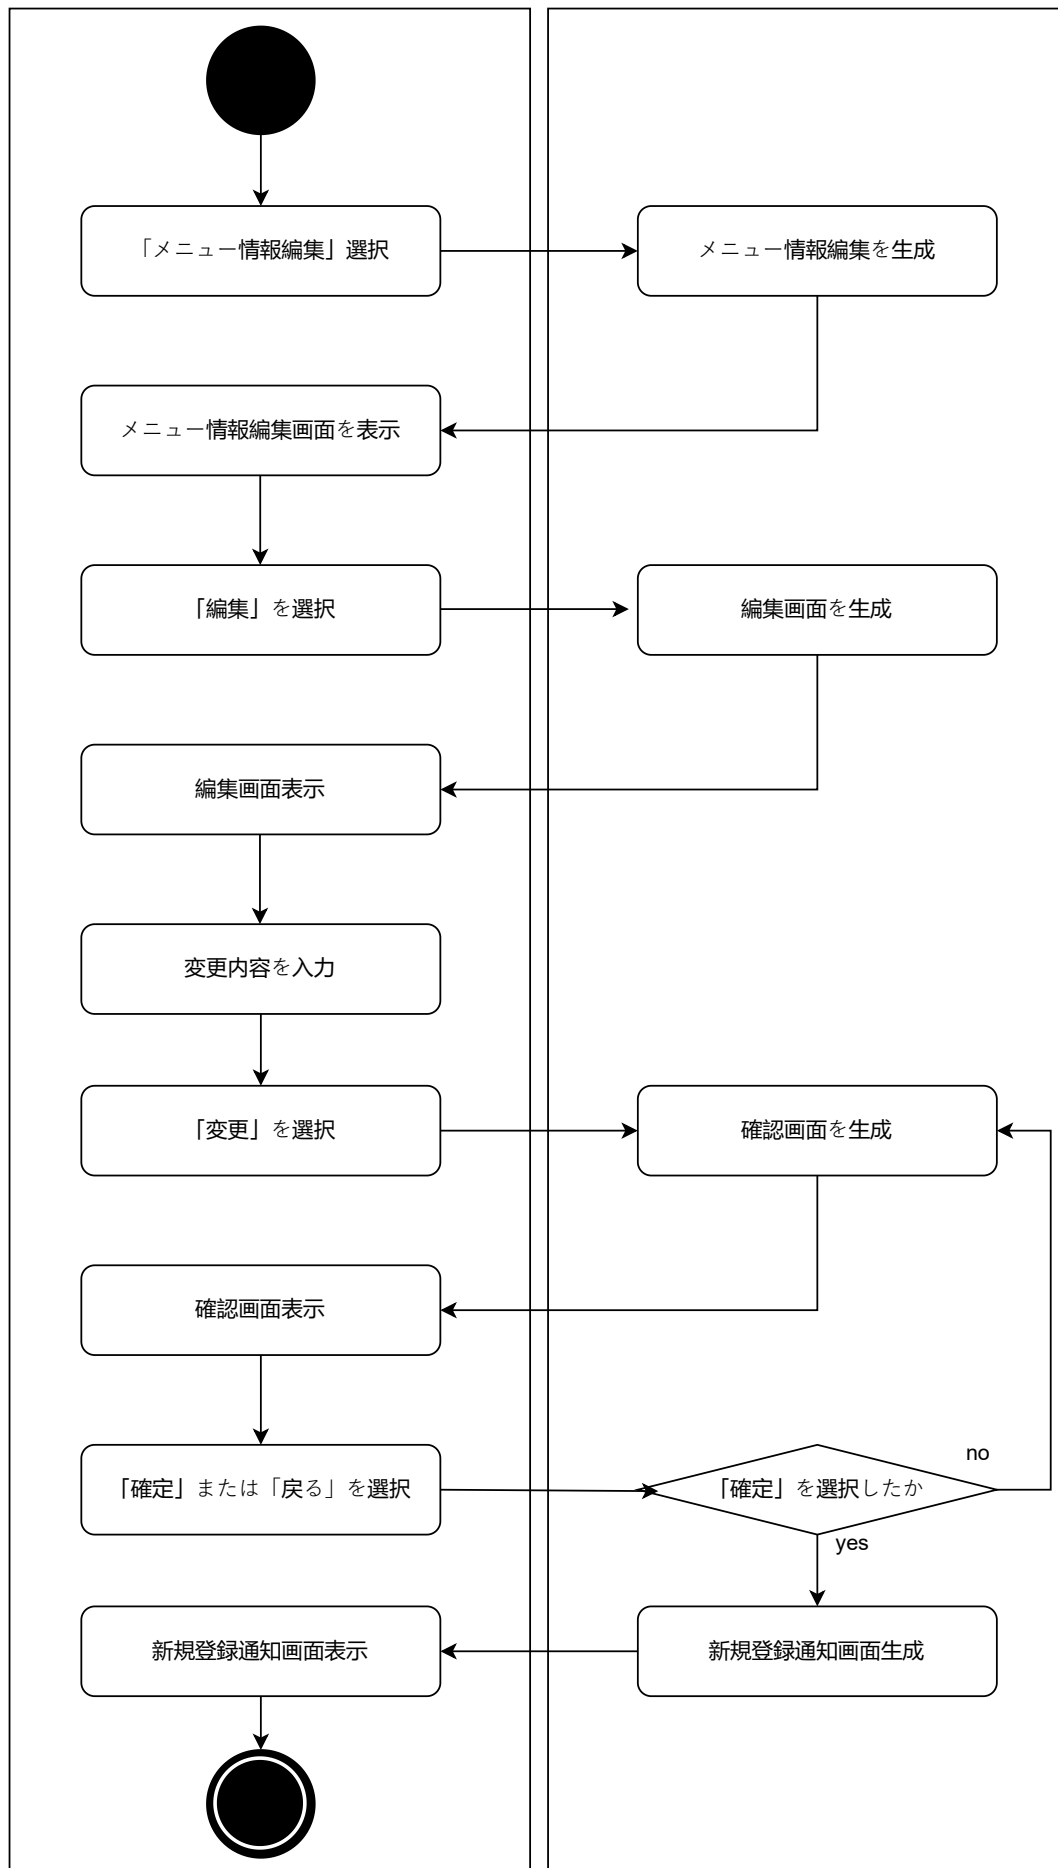 「メニュー情報編集」選択
メニュー情報編集を生成
メニュー情報編集画面を表示
「編集」を選択
編集画面を生成
編集画面表示
変更内容を入力
「変更」を選択
確認画面を生成
確認画面表示
「確定」または「戻る」を選択
「確定」を選択したか
no
yes
新規登録通知画面表示
新規登録通知画面生成